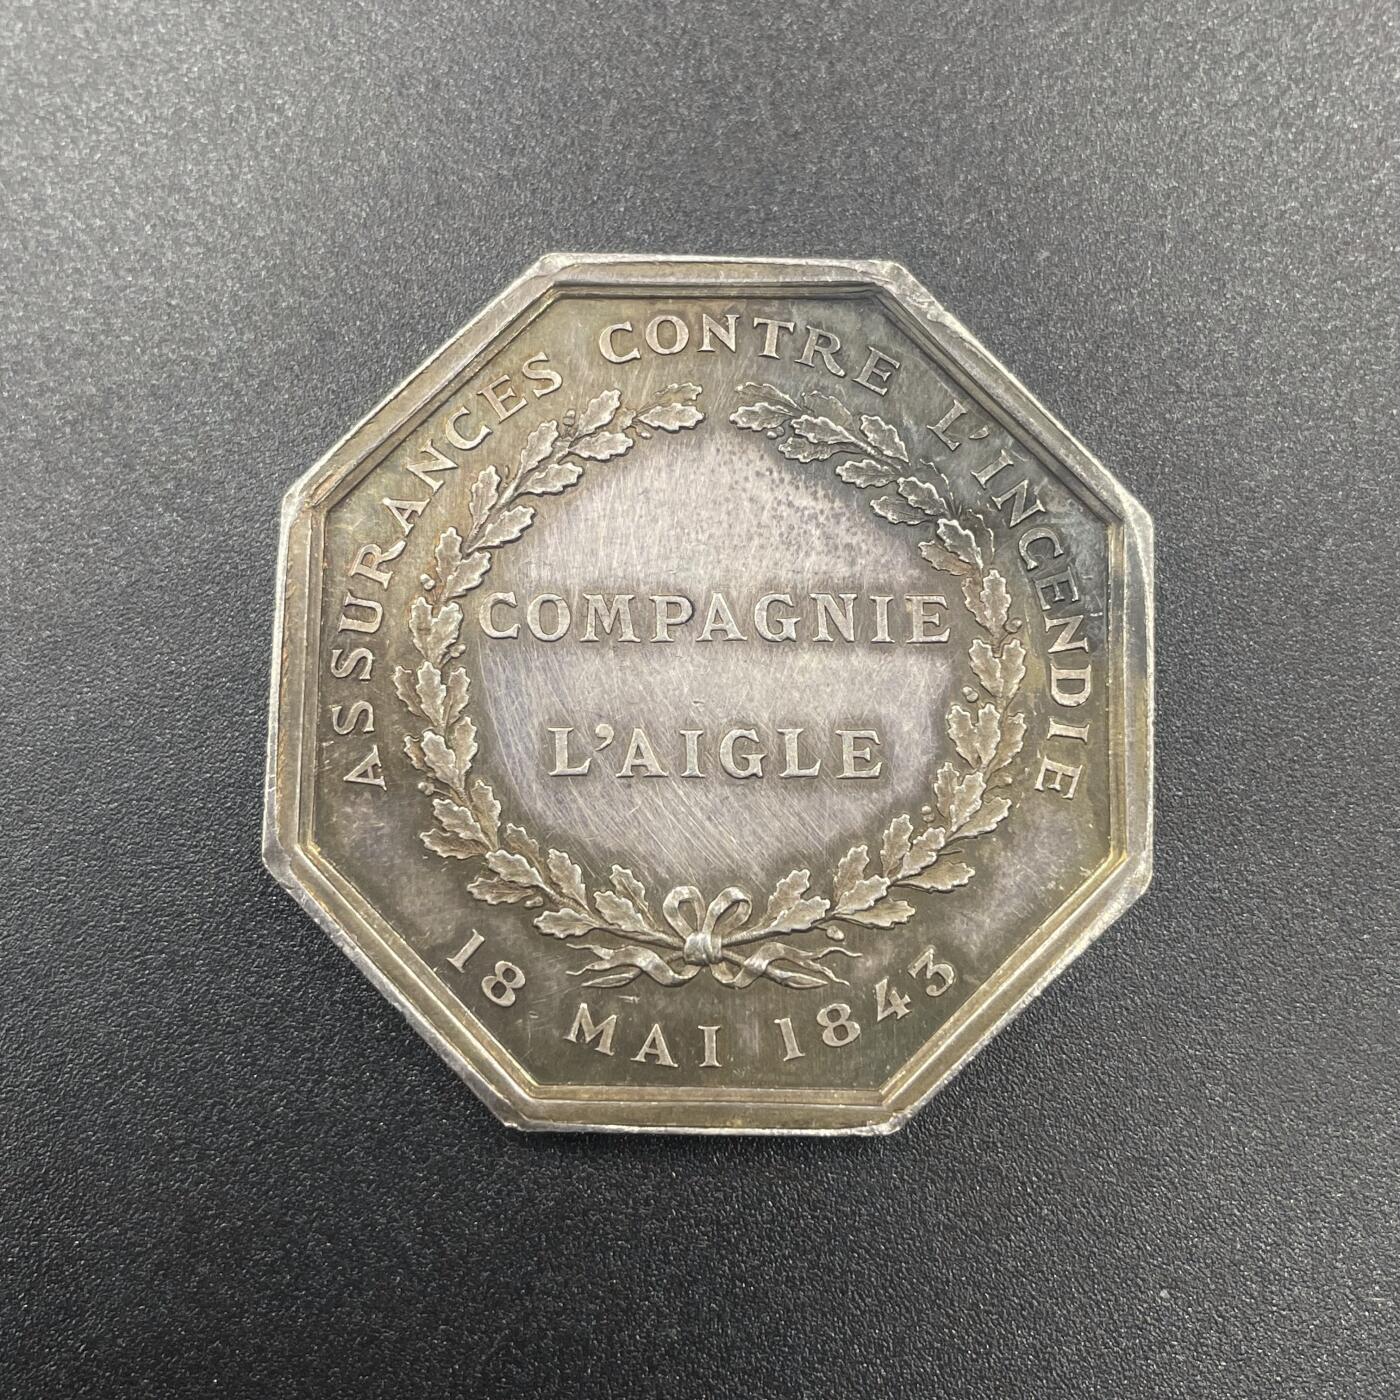 ASSURANCES CONTRE L'INCENDIE
COMPAGNIE
L'AIGLE
18 MAI 1843